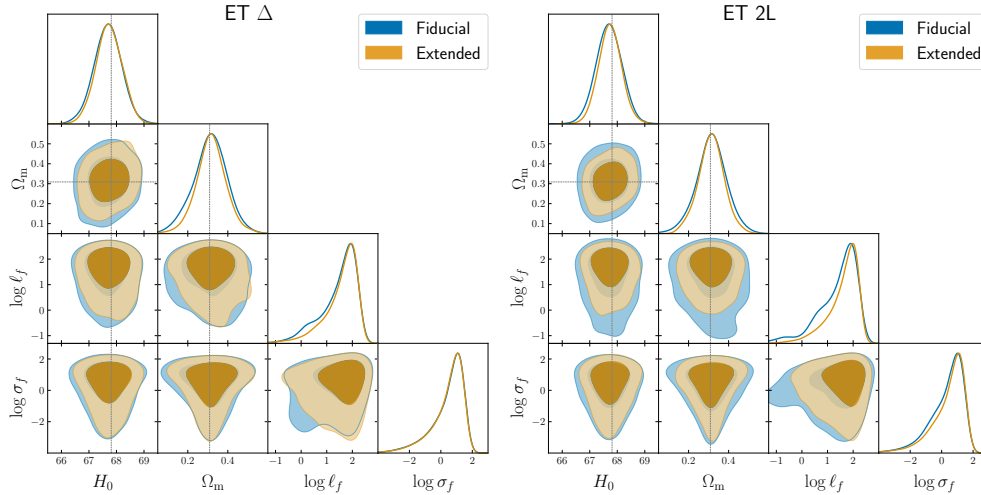 ET Δ
Fiducial
Extended
0.5
0.4
0.3
0.2
0.1
Ωm
2
1
0
−1
log ℓf
2
0
−2
log σf
66 67 68 69
0.2 0.4
−1 0 1 2
−2 0 2
H0
Ωm
log ℓf
log σf
ET 2L
Fiducial
Extended
0.5
0.4
0.3
0.2
0.1
Ωm
2
1
0
−1
log ℓf
2
0
−2
log σf
66 67 68 69
0.2 0.4
−1 0 1 2
−2 0 2
H0
Ωm
log ℓf
log σf